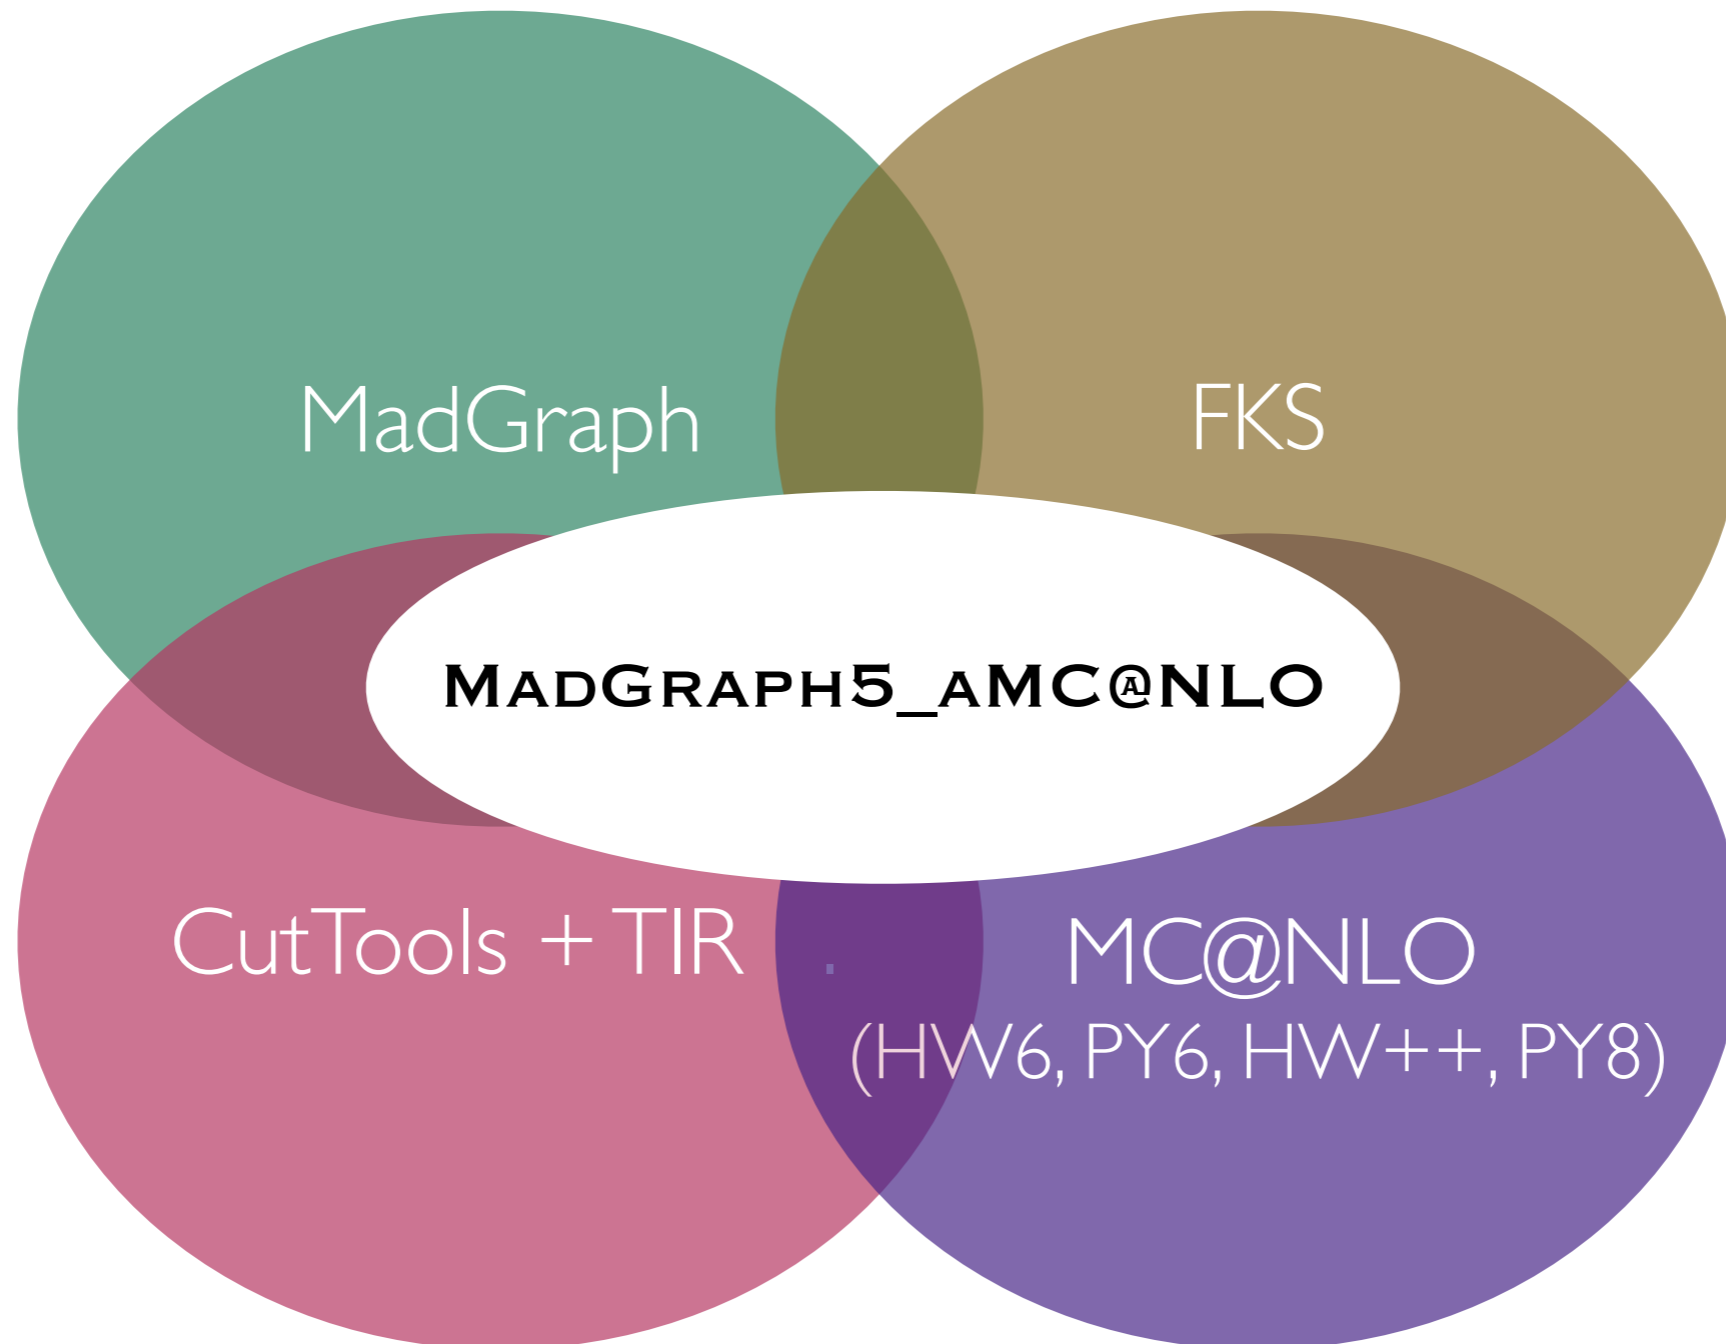 MadGraph
FKS
MadGraph5_aMC@NLO
CutTools + TIR
MC@NLO
(HW6, PY6, HW++, PY8)